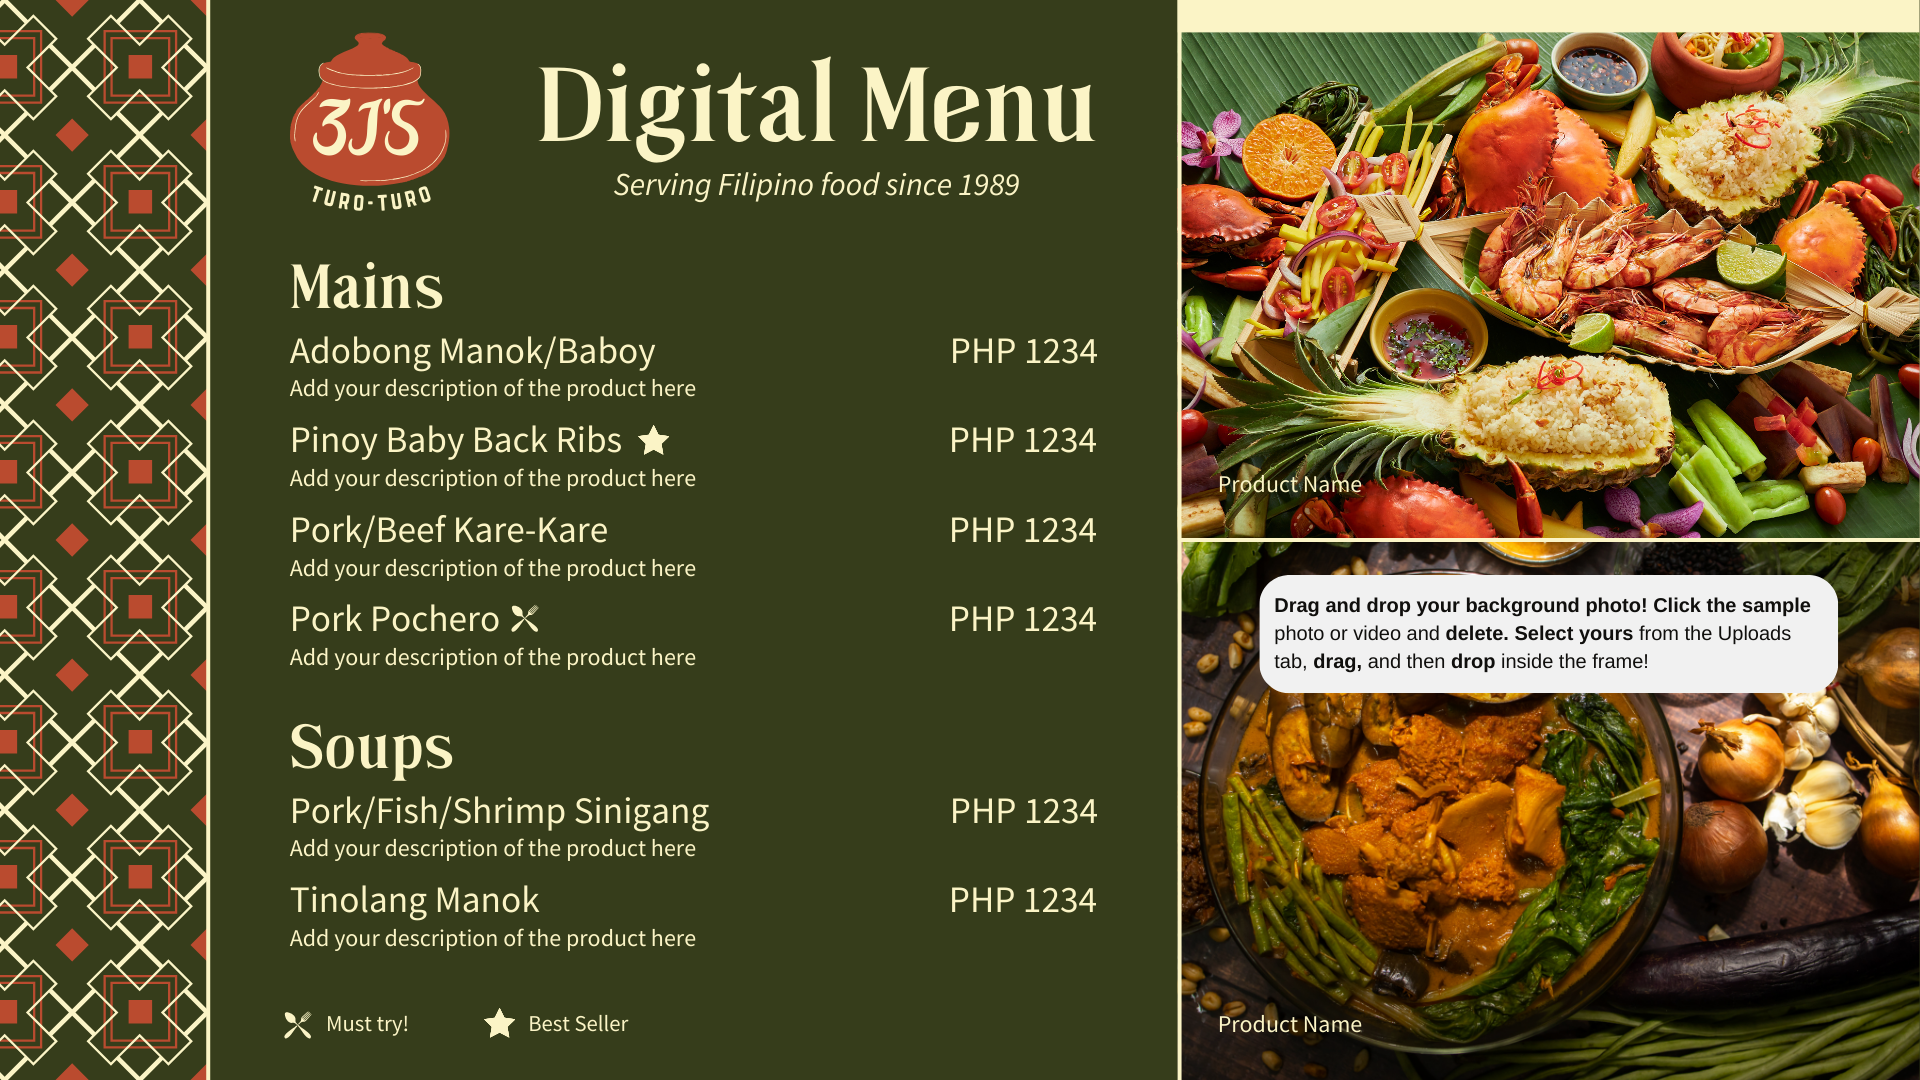 3J'S
TURO-TURO
Digital Menu
Serving Filipino food since 1989
Mains
Adobong Manok/Baboy PHP 1234
Add your description of the product here
Pinoy Baby Back Ribs PHP 1234
Add your description of the product here
Pork/Beef Kare-Kare PHP 1234
Add your description of the product here
Pork Pochero PHP 1234
Add your description of the product here
Soups
Pork/Fish/Shrimp Sinigang PHP 1234
Add your description of the product here
Tinolang Manok PHP 1234
Add your description of the product here
Must try! Best Seller
Product Name
Drag and drop your background photo! Click the sample
photo or video and delete. Select yours from the Uploads
tab, drag, and then drop inside the frame!
Product Name